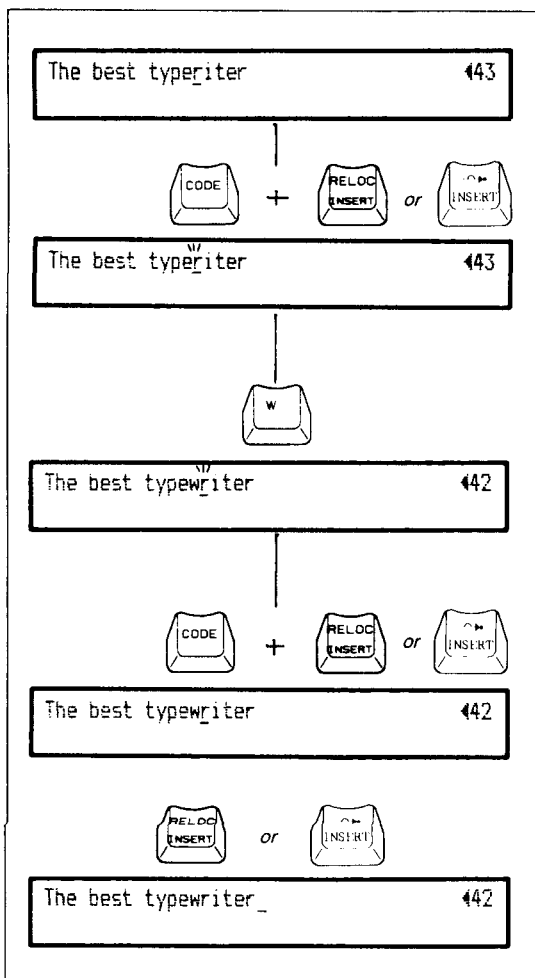 The best typeriter 43
CODE + RELOC INSERT or INSERT
The best typeriter 43
W
The best typewriter 42
CODE + RELOC INSERT or INSERT
The best typewriter 42
RELOC INSERT or INSERT
The best typewriter_ 42